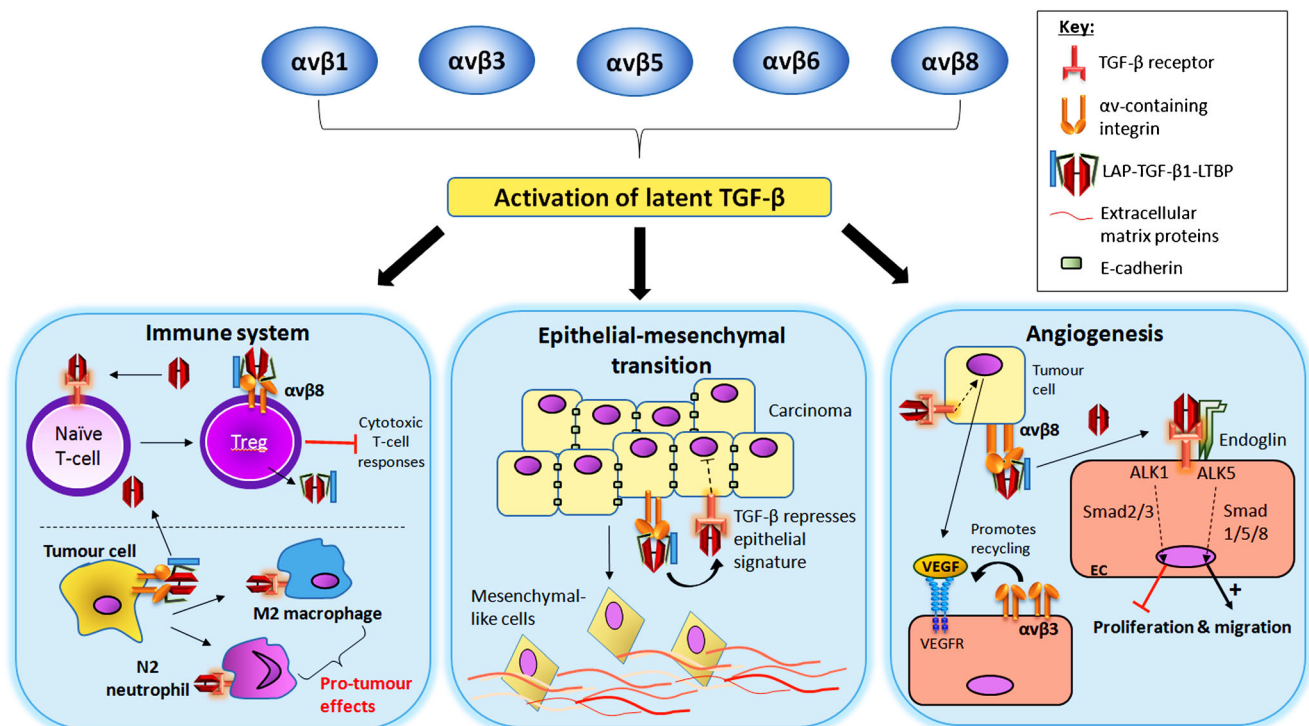 αvβ1
αvβ3
αvβ5
αvβ6
αvβ8
Key:
TGF-β receptor
αv-containing
integrin
LAP-TGF-β1-LTBP
Extracellular
matrix proteins
E-cadherin
Activation of latent TGF-β
Immune system
αvβ8
Naïve
T-cell
Treg
Cytotoxic
T-cell
responses
Tumour cell
M2 macrophage
N2
neutrophil
Pro-tumour
effects
Epithelial-mesenchymal
transition
Carcinoma
TGF-β represses
epithelial
signature
Mesenchymal-
like cells
Angiogenesis
Tumour
cell
αvβ8
Endoglin
ALK1
ALK5
Smad2/3
Smad
1/5/8
EC
Promotes
recycling
VEGF
VEGFR
αvβ3
+
Proliferation & migration